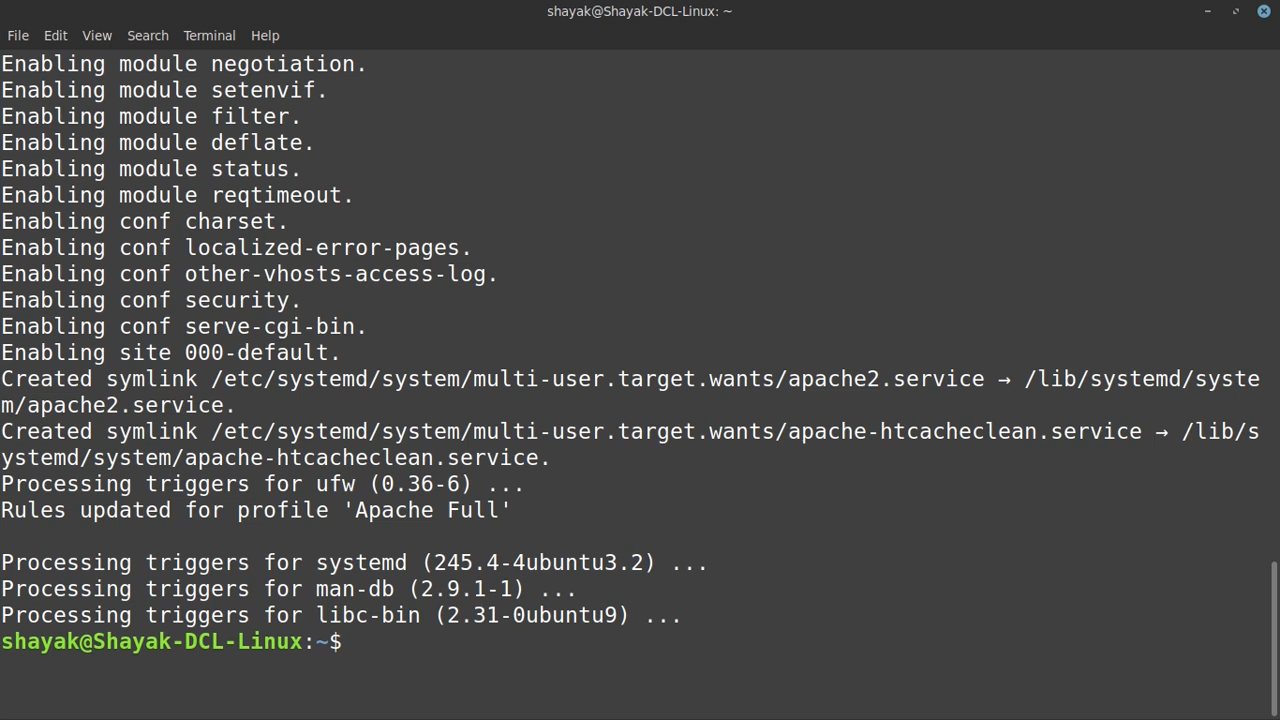 shayak@Shayak-DCL-Linux: ~
File Edit View Search Terminal Help
Enabling module negotiation.
Enabling module setenvif.
Enabling module filter.
Enabling module deflate.
Enabling module status.
Enabling module reqtimeout.
Enabling conf charset.
Enabling conf localized-error-pages.
Enabling conf other-vhosts-access-log.
Enabling conf security.
Enabling conf serve-cgi-bin.
Enabling site 000-default.
Created symlink /etc/systemd/system/multi-user.target.wants/apache2.service → /lib/systemd/syste
m/apache2.service.
Created symlink /etc/systemd/system/multi-user.target.wants/apache-htcacheclean.service → /lib/s
ystemd/system/apache-htcacheclean.service.
Processing triggers for ufw (0.36-6) ...
Rules updated for profile 'Apache Full'
Processing triggers for systemd (245.4-4ubuntu3.2) ...
Processing triggers for man-db (2.9.1-1) ...
Processing triggers for libc-bin (2.31-0ubuntu9) ...
shayak@Shayak-DCL-Linux:~$